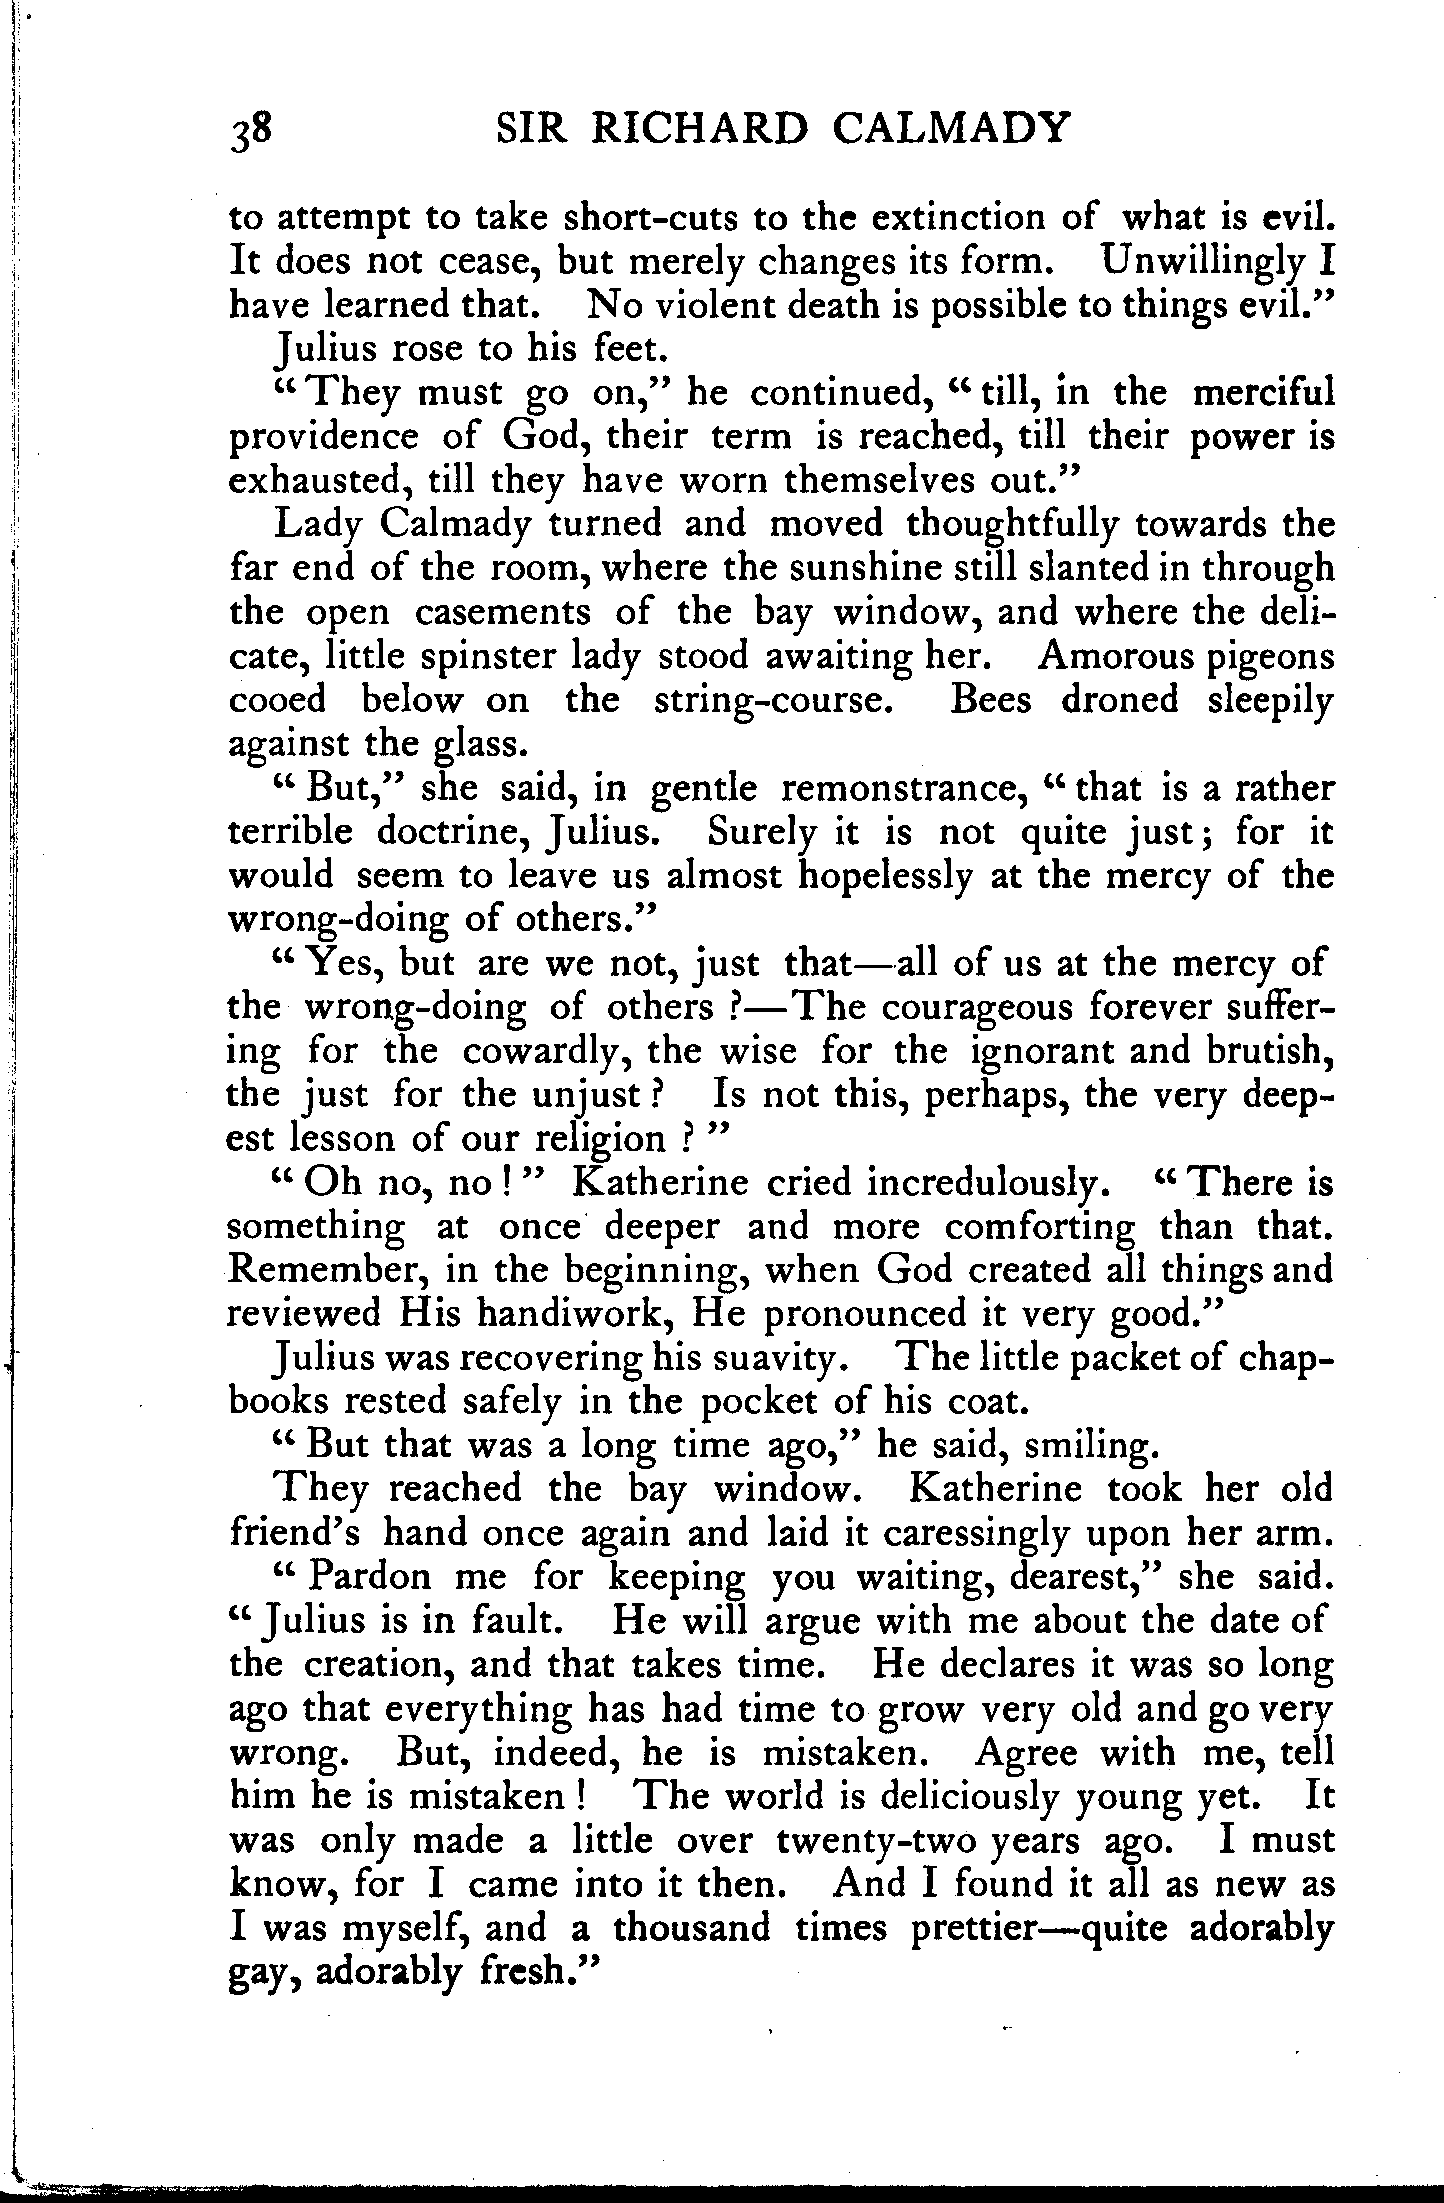 38 SIR RICHARD CALMADY
to attempt to take short-cuts to the extinction of what is evil.
It does not cease, but merely changes its form. Unwillingly I
have learned that. No violent death is possible to things evil.”
Julius rose to his feet.
“They must go on,” he continued, “till, in the merciful
providence of God, their term is reached, till their power is
exhausted, till they have worn themselves out.”
Lady Calmady turned and moved thoughtfully towards the
far end of the room, where the sunshine still slanted in through
the open casements of the bay window, and where the deli-
cate, little spinster lady stood awaiting her. Amorous pigeons
cooed below on the string-course. Bees droned sleepily
against the glass.
“But,” she said, in gentle remonstrance, “that is a rather
terrible doctrine, Julius. Surely it is not quite just; for it
would seem to leave us almost hopelessly at the mercy of the
wrong-doing of others.”
“Yes, but are we not, just that—all of us at the mercy of
the wrong-doing of others ?—The courageous forever suffer-
ing for the cowardly, the wise for the ignorant and brutish,
the just for the unjust ? Is not this, perhaps, the very deep-
est lesson of our religion ?”
“Oh no, no!” Katherine cried incredulously. “There is
something at once deeper and more comforting than that.
Remember, in the beginning, when God created all things and
reviewed His handiwork, He pronounced it very good.”
Julius was recovering his suavity. The little packet of chap-
books rested safely in the pocket of his coat.
“But that was a long time ago,” he said, smiling.
They reached the bay window. Katherine took her old
friend’s hand once again and laid it caressingly upon her arm.
“Pardon me for keeping you waiting, dearest,” she said.
“Julius is in fault. He will argue with me about the date of
the creation, and that takes time. He declares it was so long
ago that everything has had time to grow very old and go very
wrong. But, indeed, he is mistaken. Agree with me, tell
him he is mistaken! The world is deliciously young yet. It
was only made a little over twenty-two years ago. I must
know, for I came into it then. And I found it all as new as
I was myself, and a thousand times prettier—quite adorably
gay, adorably fresh.”